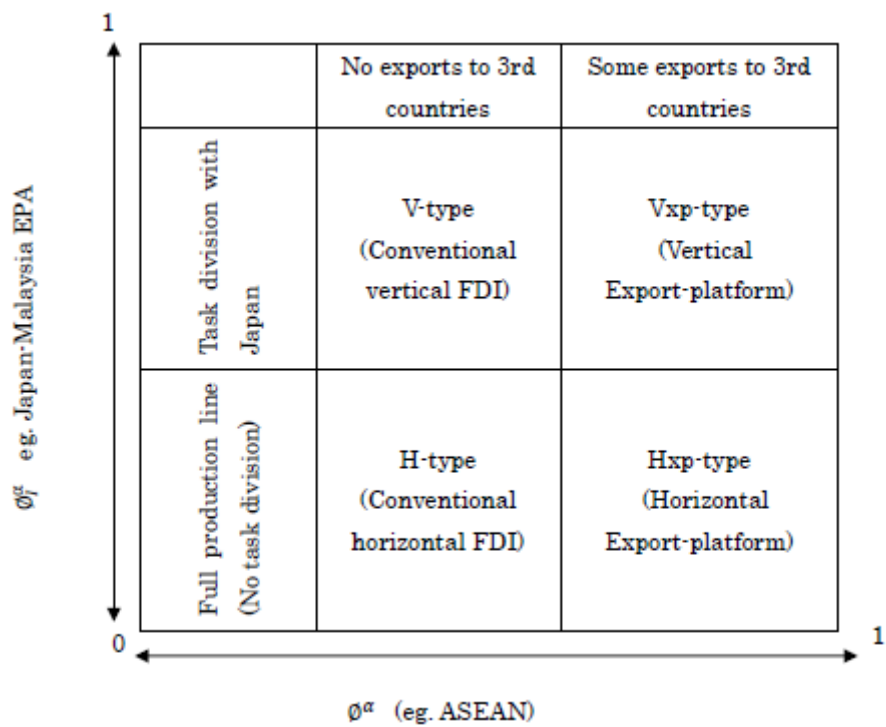 1
No exports to 3rd
countries
Some exports to 3rd
countries
Task division with
Japan
V-type
(Conventional
vertical FDI)
Vxp-type
(Vertical
Export-platform)
∅ᵅ_I eg. Japan-Malaysia EPA
Full production line
(No task division)
H-type
(Conventional
horizontal FDI)
Hxp-type
(Horizontal
Export-platform)
0
1
∅ᵅ (eg. ASEAN)